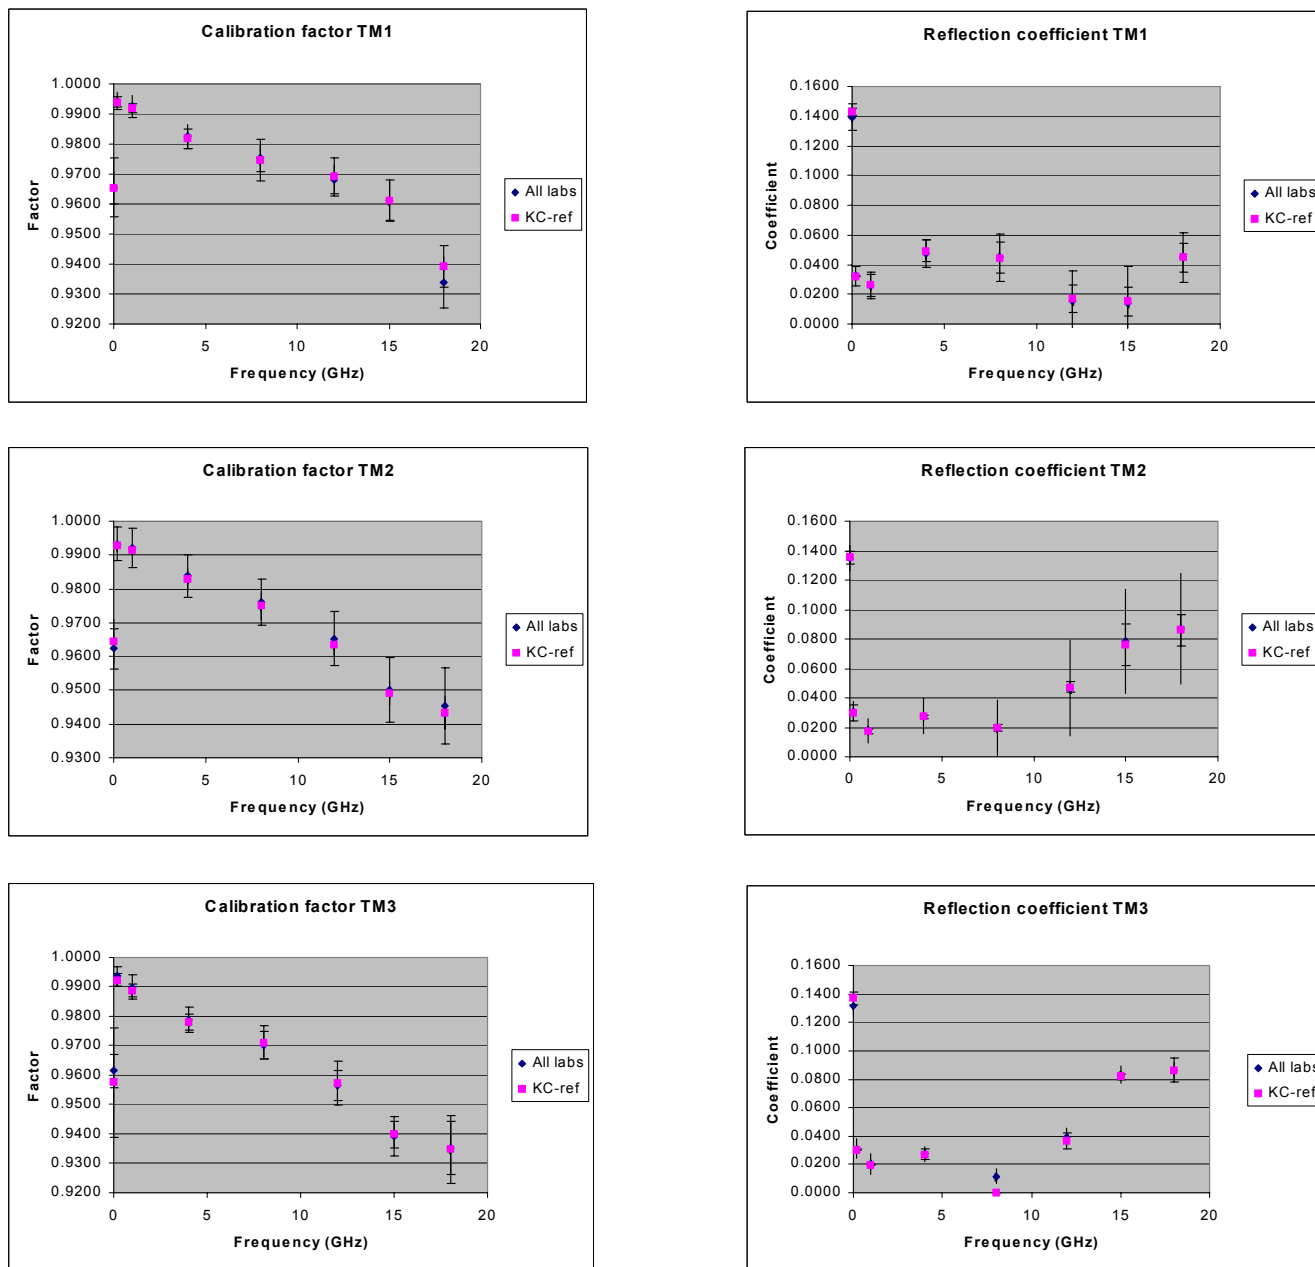 Calibration factor TM1
1.0000
0.9900
0.9800
0.9700
0.9600
0.9500
0.9400
0.9300
0.9200
Factor
0 5 10 15 20
Frequency (GHz)
All labs
KC-ref
Reflection coefficient TM1
0.1600
0.1400
0.1200
0.1000
0.0800
0.0600
0.0400
0.0200
0.0000
Coefficient
0 5 10 15 20
Frequency (GHz)
All labs
KC-ref
Calibration factor TM2
1.0000
0.9900
0.9800
0.9700
0.9600
0.9500
0.9400
0.9300
Factor
0 5 10 15 20
Frequency (GHz)
All labs
KC-ref
Reflection coefficient TM2
0.1600
0.1400
0.1200
0.1000
0.0800
0.0600
0.0400
0.0200
0.0000
Coefficient
0 5 10 15 20
Frequency (GHz)
All labs
KC-ref
Calibration factor TM3
1.0000
0.9900
0.9800
0.9700
0.9600
0.9500
0.9400
0.9300
0.9200
Factor
0 5 10 15 20
Frequency (GHz)
All labs
KC-ref
Reflection coefficient TM3
0.1600
0.1400
0.1200
0.1000
0.0800
0.0600
0.0400
0.0200
0.0000
Coefficient
0 5 10 15 20
Frequency (GHz)
All labs
KC-ref